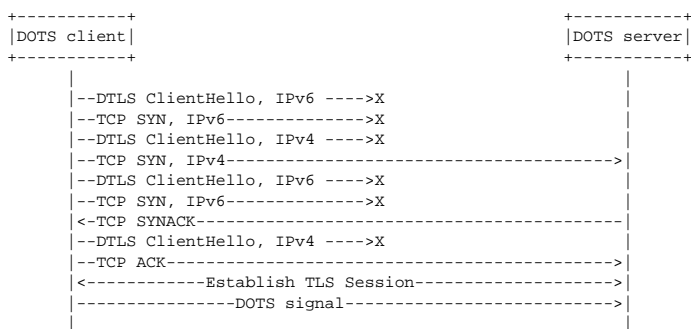 +-----------+ +-----------+
|DOTS client| |DOTS server|
+-----------+ +-----------+
| |
|--DTLS ClientHello, IPv6 ---->X |
|--TCP SYN, IPv6-------------->X |
|--DTLS ClientHello, IPv4 ---->X |
|--TCP SYN, IPv4--------------------------------------->|
|--DTLS ClientHello, IPv6 ---->X |
|--TCP SYN, IPv6-------------->X |
|<-TCP SYNACK-------------------------------------------|
|--DTLS ClientHello, IPv4 ---->X |
|--TCP ACK--------------------------------------------->|
|<------------Establish TLS Session-------------------->|
|----------------DOTS signal--------------------------->|
| |